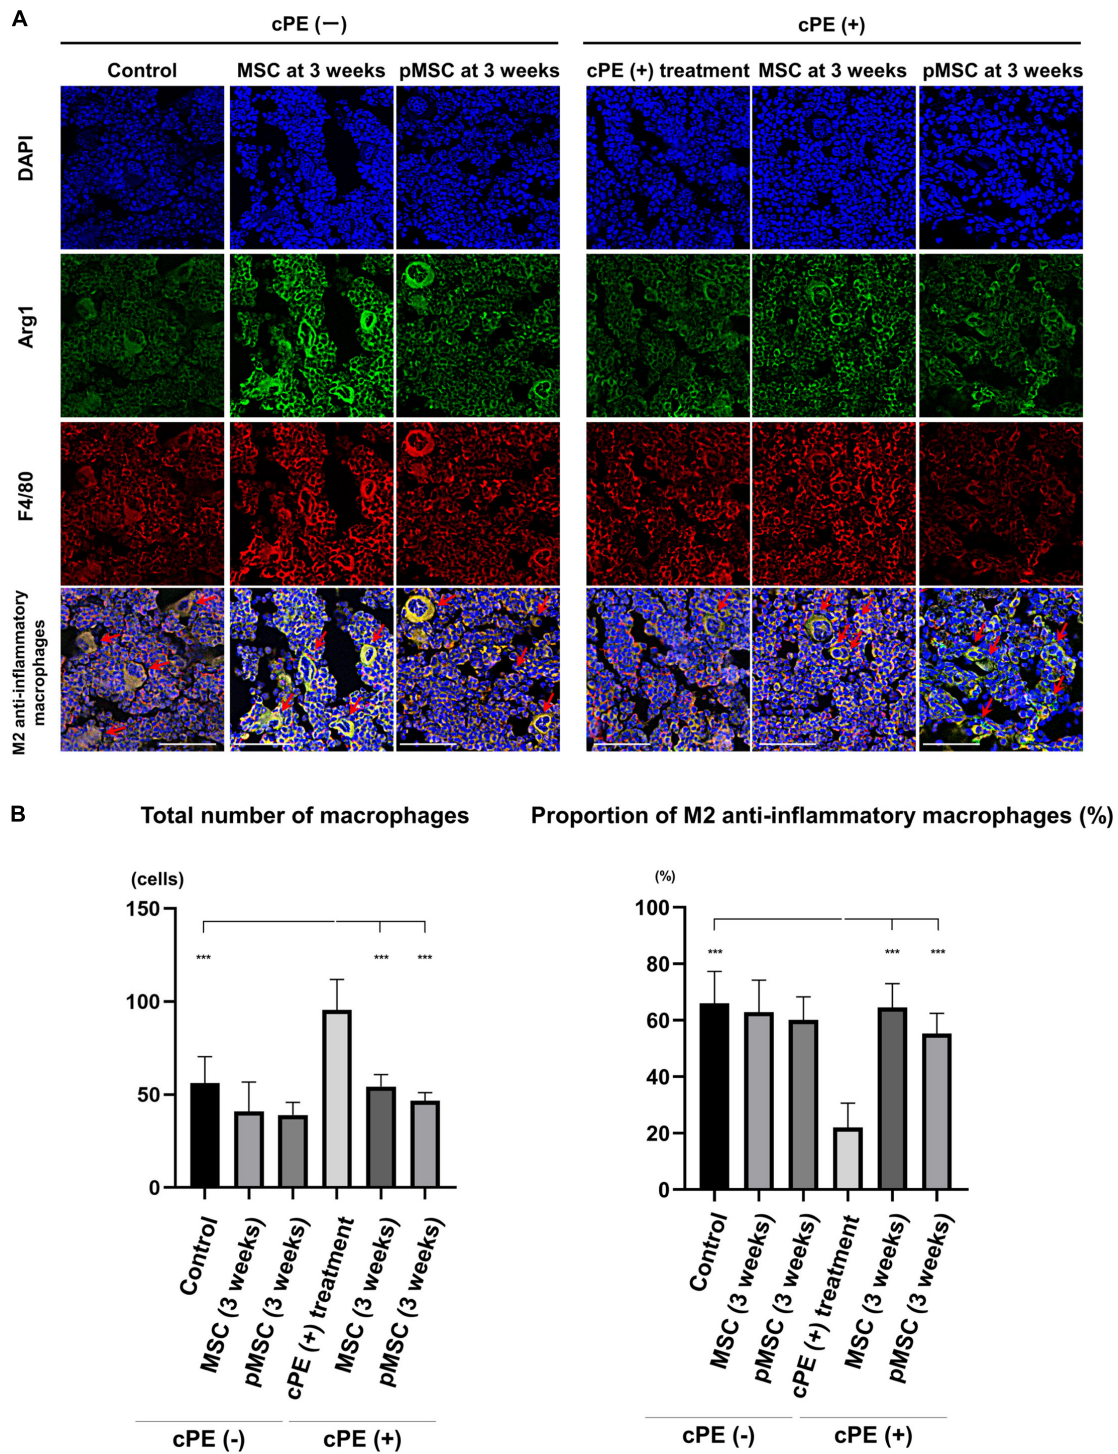 A
cPE (－)
cPE (+)
Control
MSC at 3 weeks
pMSC at 3 weeks
cPE (+) treatment
MSC at 3 weeks
pMSC at 3 weeks
DAPI
Arg1
F4/80
M2 anti-inflammatory
macrophages
B
Total number of macrophages
(cells)
150
100
50
0
***
***
***
Control
MSC (3 weeks)
pMSC (3 weeks)
cPE (+) treatment
MSC (3 weeks)
pMSC (3 weeks)
cPE (-)
cPE (+)
Proportion of M2 anti-inflammatory macrophages (%)
(%)
100
80
60
40
20
0
***
***
***
Control
MSC (3 weeks)
pMSC (3 weeks)
cPE (+) treatment
MSC (3 weeks)
pMSC (3 weeks)
cPE (-)
cPE (+)